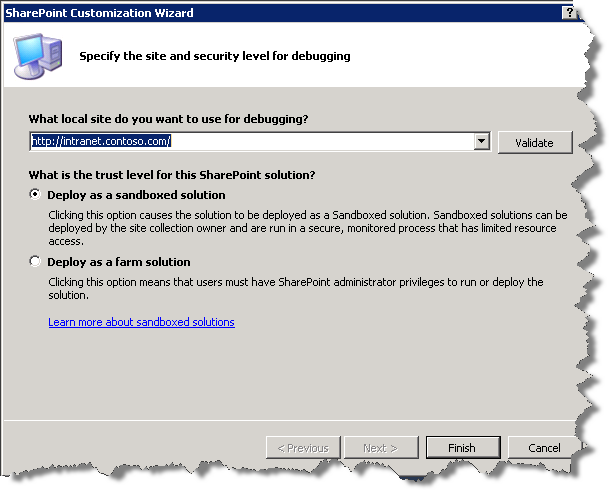 SharePoint Customization Wizard
?
Specify the site and security level for debugging
What local site do you want to use for debugging?
http://intranet.contoso.com/
Validate
What is the trust level for this SharePoint solution?
Deploy as a sandboxed solution
Clicking this option causes the solution to be deployed as a Sandboxed solution. Sandboxed solutions can be
deployed by the site collection owner and are run in a secure, monitored process that has limited resource
access.
Deploy as a farm solution
Clicking this option means that users must have SharePoint administrator privileges to run or deploy the
solution.
Learn more about sandboxed solutions
< Previous
Next >
Finish
Cancel